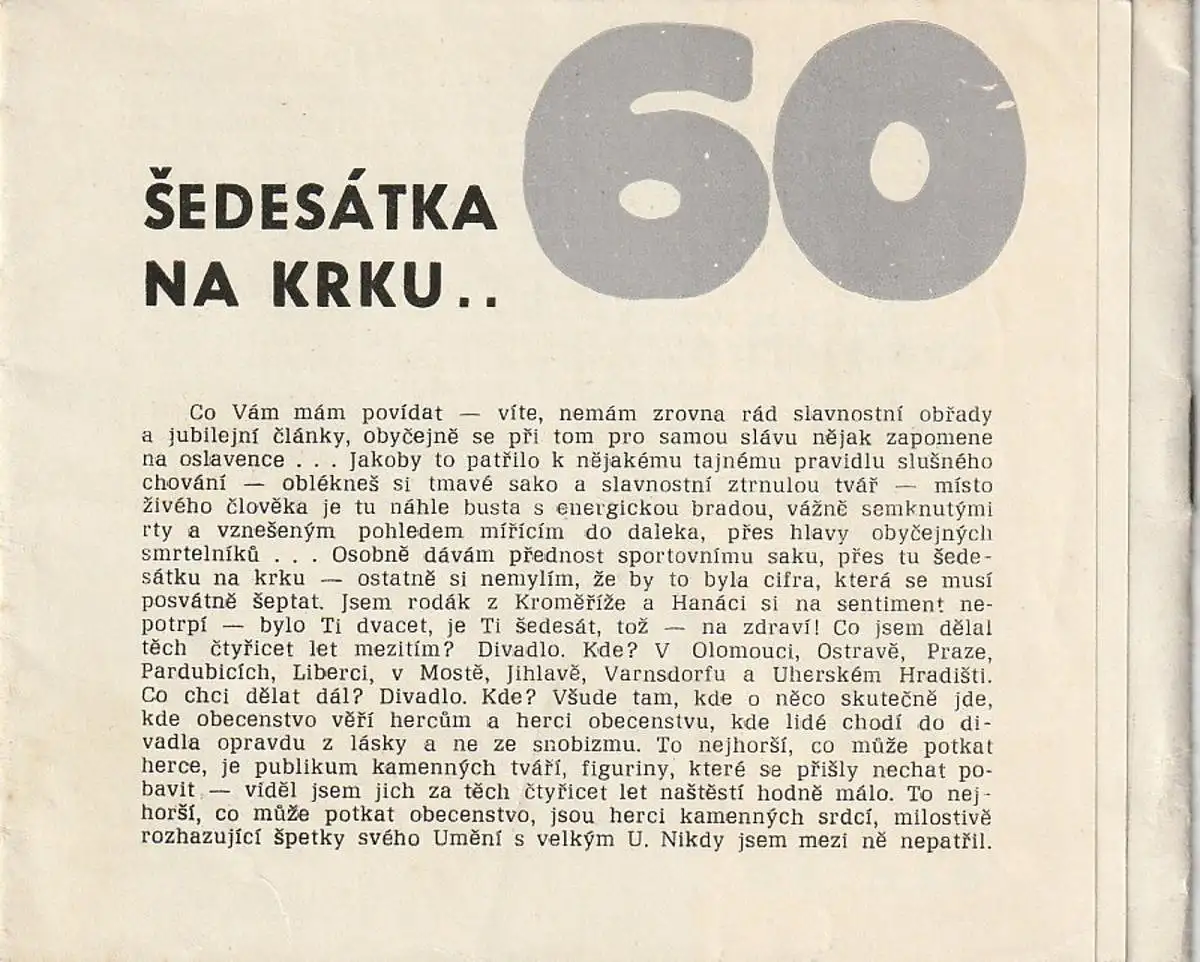 60
ŠEDESÁTKA
NA KRKU..
Co Vám mám povídat — víte, nemám zrovna rád slavnostní obřady
a jubilejní články, obyčejně se při tom pro samou slávu nějak zapomene
na oslavence . . . Jakoby to patřilo k nějakému tajnému pravidlu slušného
chování — oblékneš si tmavé sako a slavnostní ztrnulou tvář — místo
živého člověka je tu náhle busta s energickou bradou, vážně semknutými
rty a vznešeným pohledem mířícím do daleka, přes hlavy obyčejných
smrtelníků . . . Osobně dávám přednost sportovnímu saku, přes tu šede-
sátku na krku — ostatně si nemylím, že by to byla cifra, která se musí
posvátně šeptat. Jsem rodák z Kroměříže a Hanáci si na sentiment ne-
potrpí — bylo Ti dvacet, je Ti šedesát, tož — na zdraví! Co jsem dělal
těch čtyřicet let mezitím? Divadlo. Kde? V Olomouci, Ostravě, Praze,
Pardubicích, Liberci, v Mostě, Jihlavě, Varnsdorfu a Uherském Hradišti.
Co chci dělat dál? Divadlo. Kde? Všude tam, kde o něco skutečně jde,
kde obecenstvo věří hercům a herci obecenstvu, kde lidé chodí do di-
vadla opravdu z lásky a ne ze snobizmu. To nejhorší, co může potkat
herce, je publikum kamenných tváří, figuriny, které se přišly nechat po-
bavit — viděl jsem jich za těch čtyřicet let naštěstí hodně málo. To nej-
horší, co může potkat obecenstvo, jsou herci kamenných srdcí, milostivě
rozhazující špetky svého Umění s velkým U. Nikdy jsem mezi ně nepatřil.